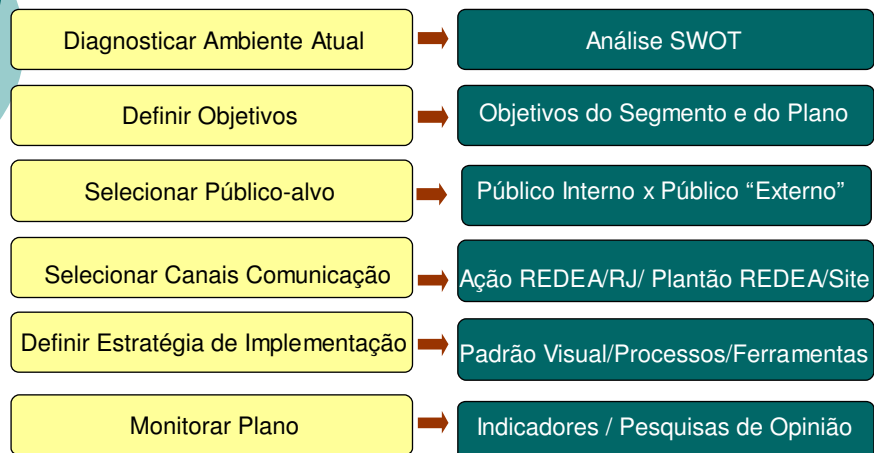 Diagnosticar Ambiente Atual
Análise SWOT
Definir Objetivos
Objetivos do Segmento e do Plano
Selecionar Público-alvo
Público Interno x Público “Externo”
Selecionar Canais Comunicação
Ação REDEA/RJ/ Plantão REDEA/Site
Definir Estratégia de Implementação
Padrão Visual/Processos/Ferramentas
Monitorar Plano
Indicadores / Pesquisas de Opinião